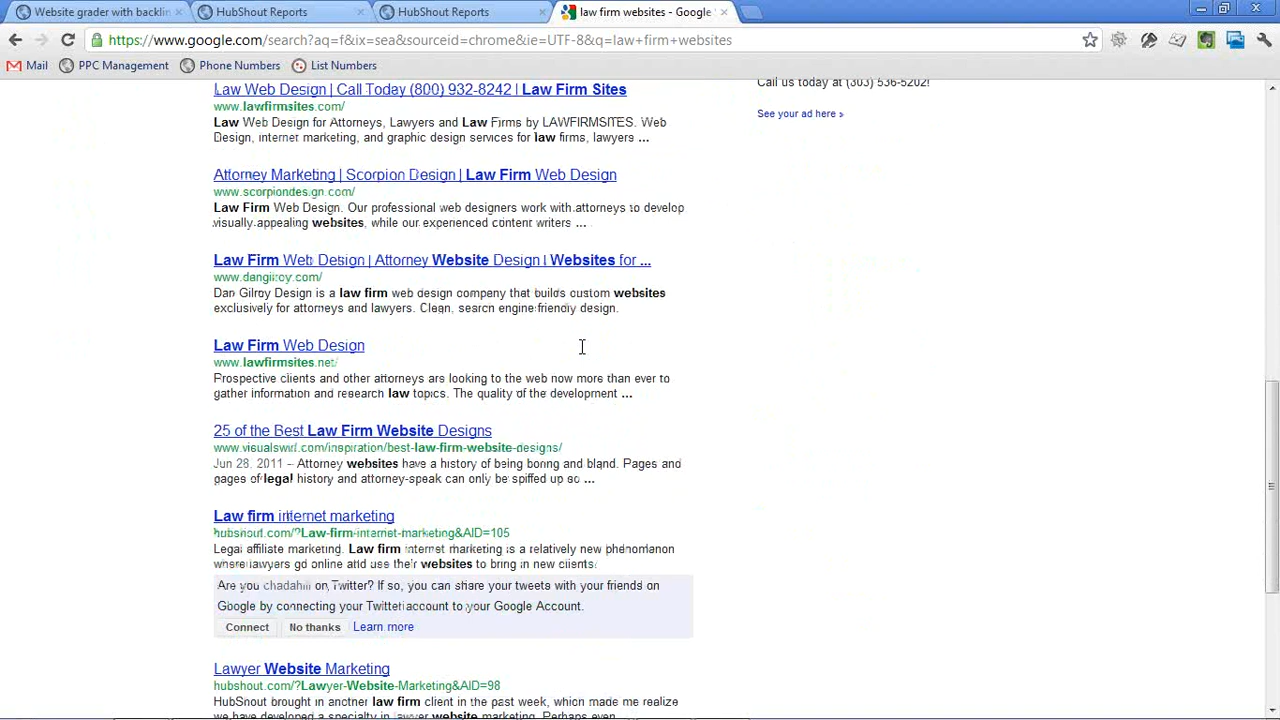 Website grader with backlin
HubShout Reports
HubShout Reports
law firm websites - Google
https://www.google.com/search?aq=f&ix=sea&sourceid=chrome&ie=UTF-8&q=law+firm+websites
Mail
PPC Management
Phone Numbers
List Numbers
Law Web Design | Call Today (800) 932-8242 | Law Firm Sites
www.lawfirmsites.com/
Law Web Design for Attorneys, Lawyers and Law Firms by LAWFIRMSITES. Web
Design, internet marketing, and graphic design services for law firms, lawyers ...
Attorney Marketing | Scorpion Design | Law Firm Web Design
www.scorpiondesign.com/
Law Firm Web Design. Our professional web designers work with attorneys to develop
visually appealing websites, while our experienced content writers ...
Law Firm Web Design | Attorney Website Design | Websites for ...
www.dangilroy.com/
Dan Gilroy Design is a law firm web design company that builds custom websites
exclusively for attorneys and lawyers. Clean, search engine friendly design.
Law Firm Web Design
www.lawfirmsites.net/
Prospective clients and other attorneys are looking to the web now more than ever to
gather information and research law topics. The quality of the development ...
25 of the Best Law Firm Website Designs
www.visualswirl.com/inspiration/best-law-firm-website-designs/
Jun 28, 2011 – Attorney websites have a history of being boring and bland. Pages and
pages of legal history and attorney-speak can only be spiffed up so ...
Law firm internet marketing
hubshout.com/?Law-firm-internet-marketing&AID=105
Legal affiliate marketing. Law firm internet marketing is a relatively new phenomenon
where lawyers go online and use their websites to bring in new clients.
Are you chadahill on Twitter? If so, you can share your tweets with your friends on
Google by connecting your Twitter account to your Google Account.
Connect
No thanks
Learn more
Lawyer Website Marketing
hubshout.com/?Lawyer-Website-Marketing&AID=98
HubShout brought in another law firm client in the past week, which made me realize
we have developed a specialty in lawyer website marketing. Perhaps even
Call us today at (303) 536-5202!
See your ad here »